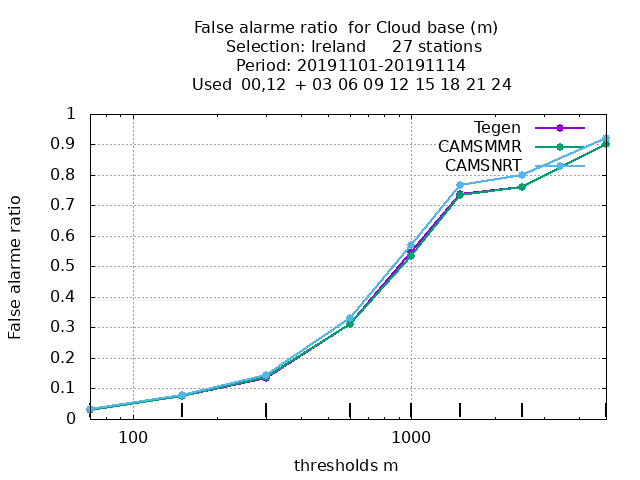 False alarme ratio  for Cloud base (m)
Selection: Ireland     27 stations
Period: 20191101-20191114
Used  00,12  + 03 06 09 12 15 18 21 24
Tegen
CAMSMMR
CAMSNRT
False alarme ratio
1
0.9
0.8
0.7
0.6
0.5
0.4
0.3
0.2
0.1
0
100
1000
thresholds m